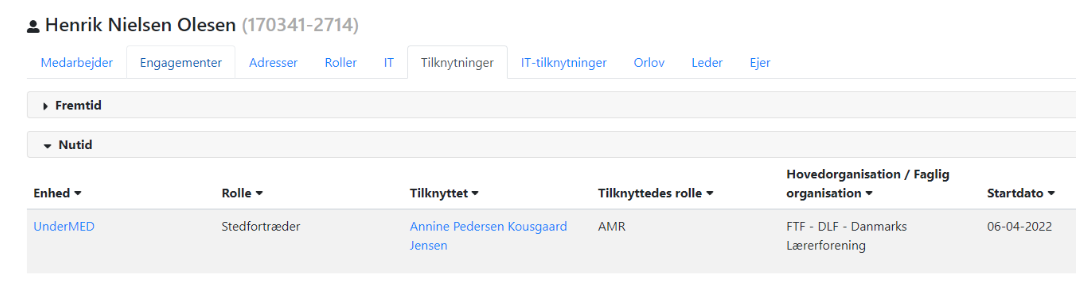 Henrik Nielsen Olesen (170341-2714)
Medarbejder Engagementer Adresser Roller IT Tilknytninger IT-tilknytninger Orlov Leder Ejer
Fremtid
Nutid
Enhed Rolle Tilknyttet Tilknyttedes rolle Hovedorganisation / Faglig organisation Startdato
UnderMED Stedfortræder Annine Pedersen Kousgaard Jensen AMR FTF - DLF - Danmarks Lærerforening 06-04-2022